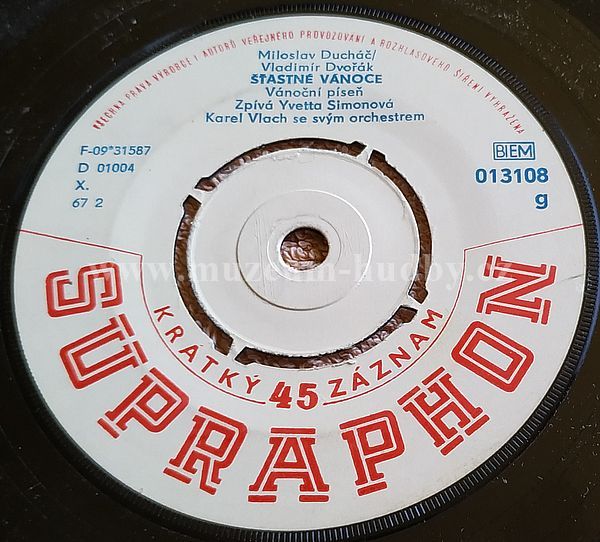 VŠECHNA PRÁVA VÝROBCE I AUTORŮ VEŘEJNÉHO PROVOZOVÁNÍ A ROZHLASOVÉHO ŠÍŘENÍ VYHRAŽENA
Miloslav Ducháč/
Vladimír Dvořák
ŠŤASTNÉ VÁNOCE
Vánoční píseň
Zpívá Yvetta Simonová
Karel Vlach se svým orchestrem
F-09*31587
D 01004
X.
67 2
BIEM
013108
g
www.muzeum-hudby.cz
KRATKÝ 45 ZÁZNAM
SUPRAPHON